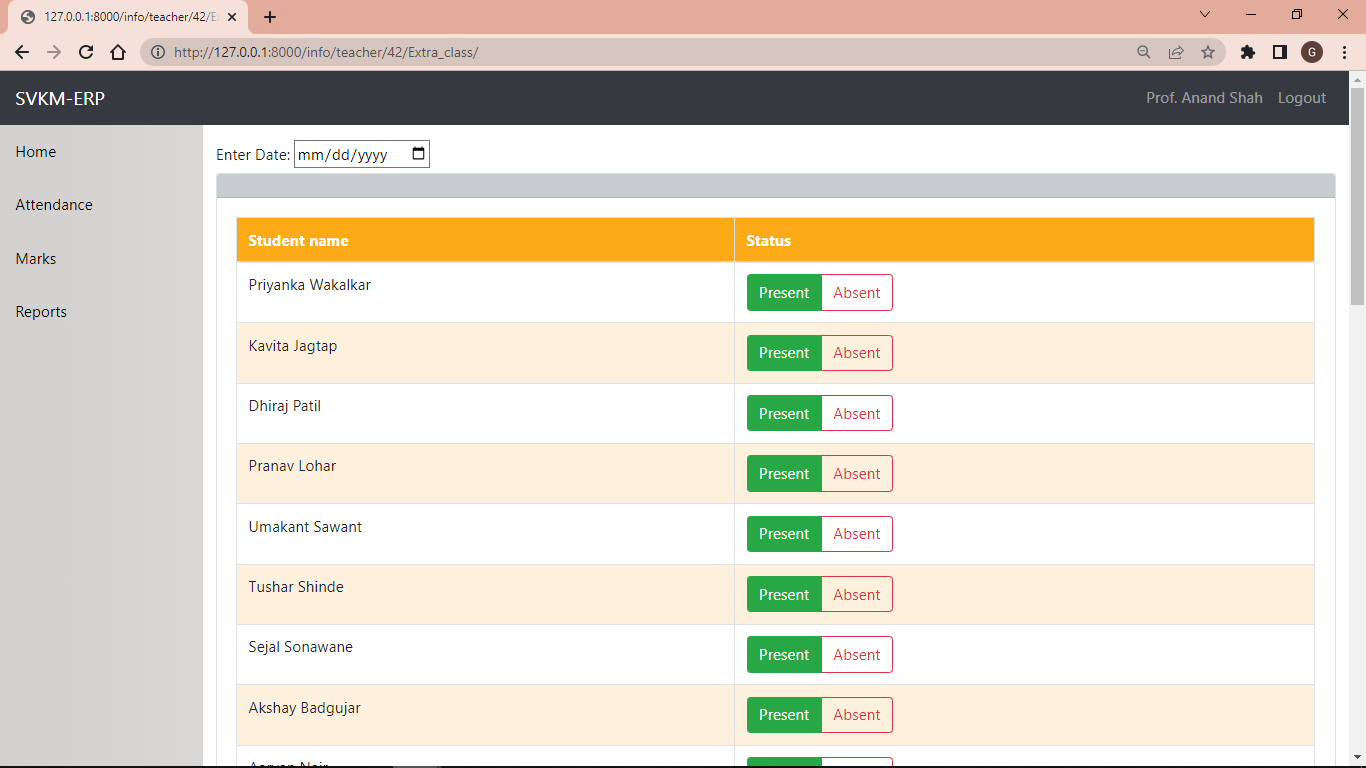 127.0.0.1:8000/info/teacher/42/E
http://127.0.0.1:8000/info/teacher/42/Extra_class/
G
SVKM-ERP
Prof. Anand Shah Logout
Home
Attendance
Marks
Reports
Enter Date: mm/dd/yyyy
Student name Status
Priyanka Wakalkar Present Absent
Kavita Jagtap Present Absent
Dhiraj Patil Present Absent
Pranav Lohar Present Absent
Umakant Sawant Present Absent
Tushar Shinde Present Absent
Sejal Sonawane Present Absent
Akshay Badgujar Present Absent